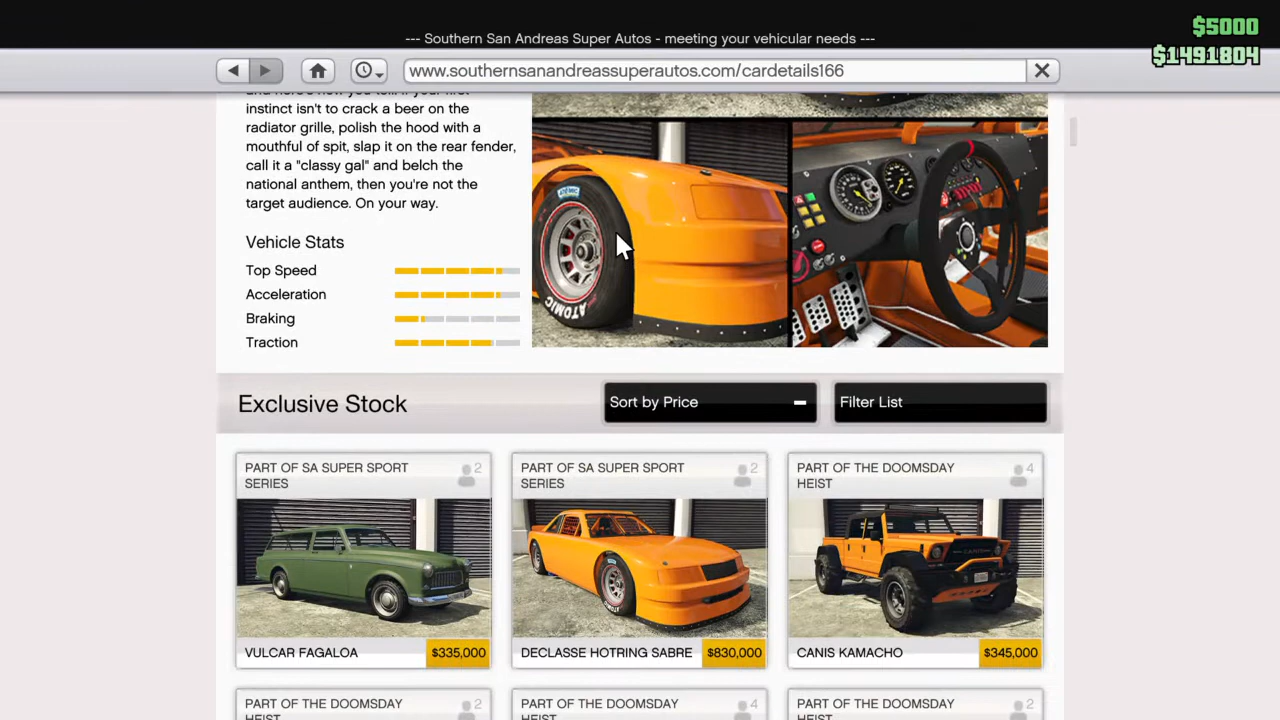 $5000
--- Southern San Andreas Super Autos - meeting your vehicular needs ---
$1491804
www.southernsanandreassuperautos.com/cardetails166
instinct isn't to crack a beer on the
radiator grille, polish the hood with a
mouthful of spit, slap it on the rear fender,
call it a "classy gal" and belch the
national anthem, then you're not the
target audience. On your way.
Vehicle Stats
Top Speed
Acceleration
Braking
Traction
ATOMIC
ATOMIC
Exclusive Stock
Sort by Price
Filter List
PART OF SA SUPER SPORT
SERIES
2
PART OF SA SUPER SPORT
SERIES
2
PART OF THE DOOMSDAY
HEIST
4
VULCAR FAGALOA
$335,000
DECLASSE HOTRING SABRE
$830,000
CANIS KAMACHO
$345,000
PART OF THE DOOMSDAY
HEIST
2
PART OF THE DOOMSDAY
HEIST
4
PART OF THE DOOMSDAY
HEIST
2